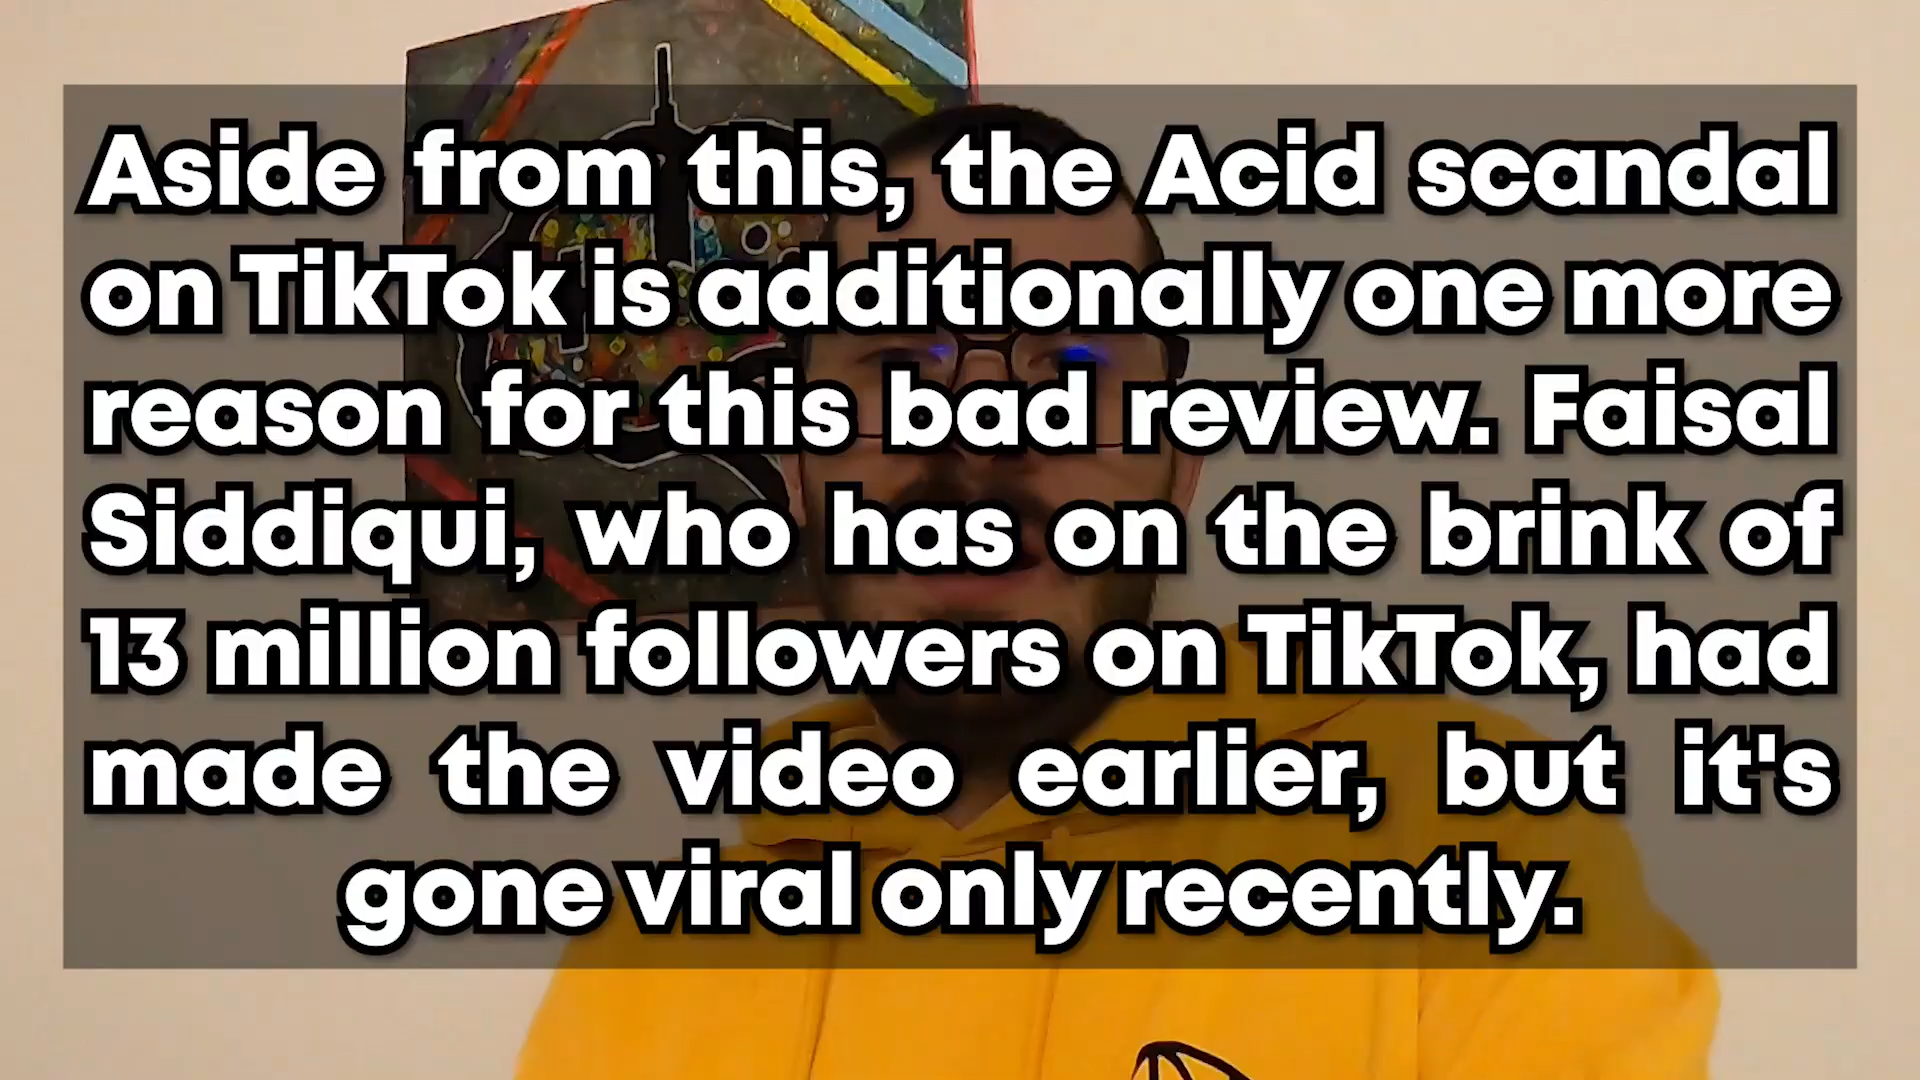 Aside from this, the Acid scandal
on TikTok is additionally one more
reason for this bad review. Faisal
Siddiqui, who has on the brink of
13 million followers on TikTok, had
made the video earlier, but it's
gone viral only recently.